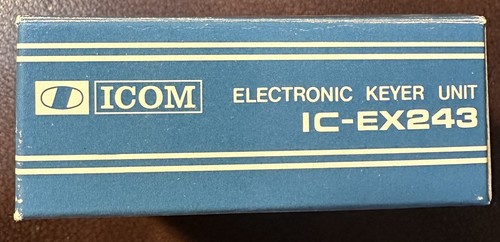 ICOM
ELECTRONIC KEYER UNIT
IC-EX243